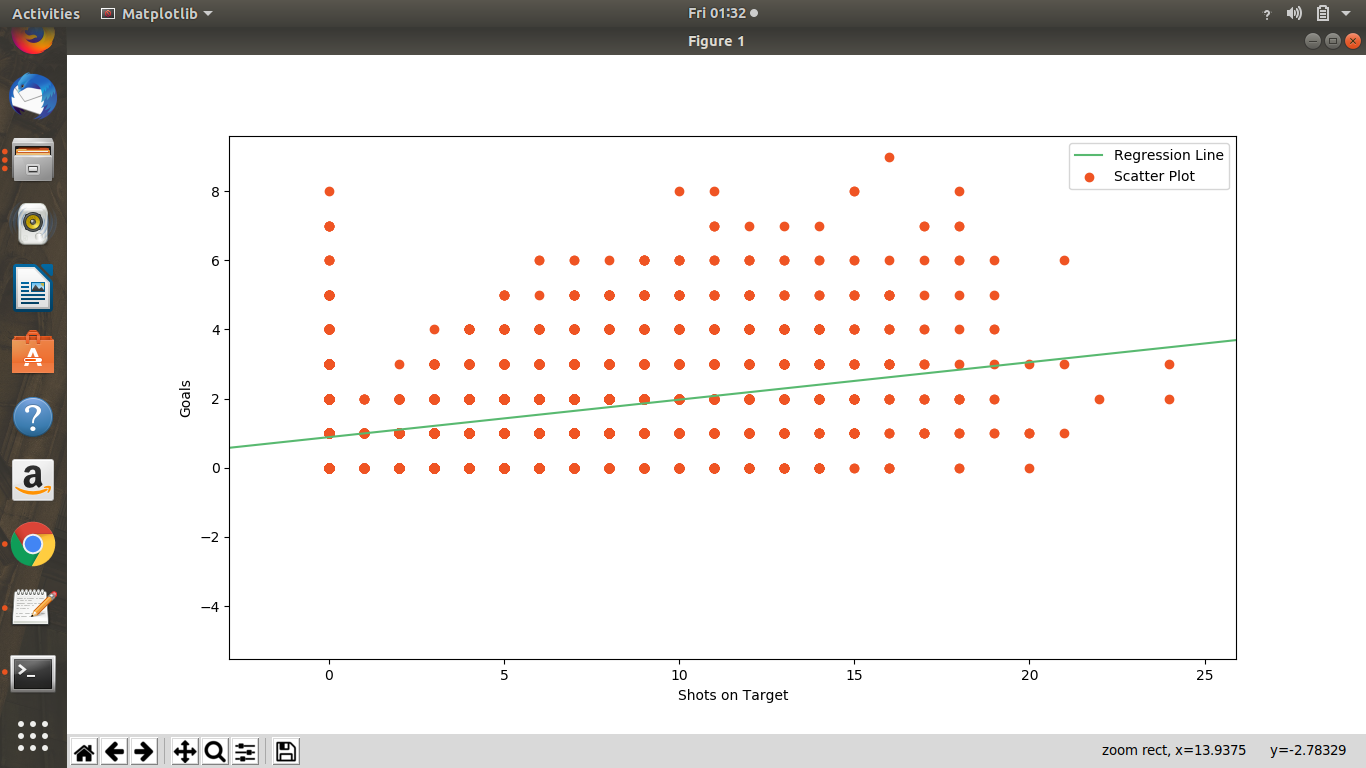 Activities Matplotlib Fri 01:32 ?
Figure 1
Regression Line
Scatter Plot
8
6
4
2
0
−2
−4
Goals
0 5 10 15 20 25
Shots on Target
zoom rect, x=13.9375 y=-2.78329